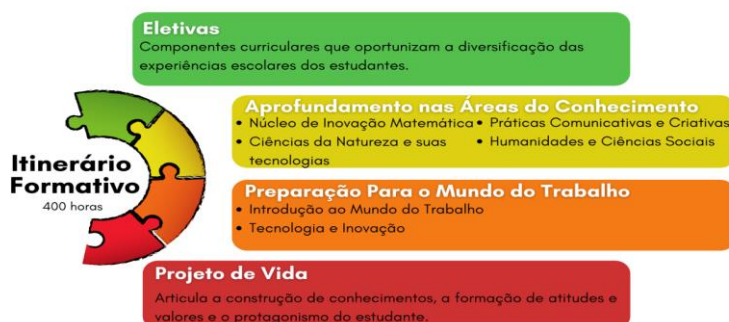 Eletivas
Componentes curriculares que oportunizam a diversificação das
experiências escolares dos estudantes.
Aprofundamento nas Áreas do Conhecimento
• Núcleo de Inovação Matemática • Práticas Comunicativas e Criativas
• Ciências da Natureza e suas • Humanidades e Ciências Sociais
tecnologias
Itinerário
Formativo
400 horas
Preparação Para o Mundo do Trabalho
• Introdução ao Mundo do Trabalho
• Tecnologia e Inovação
Projeto de Vida
Articula a construção de conhecimentos, a formação de atitudes e
valores e o protagonismo do estudante.